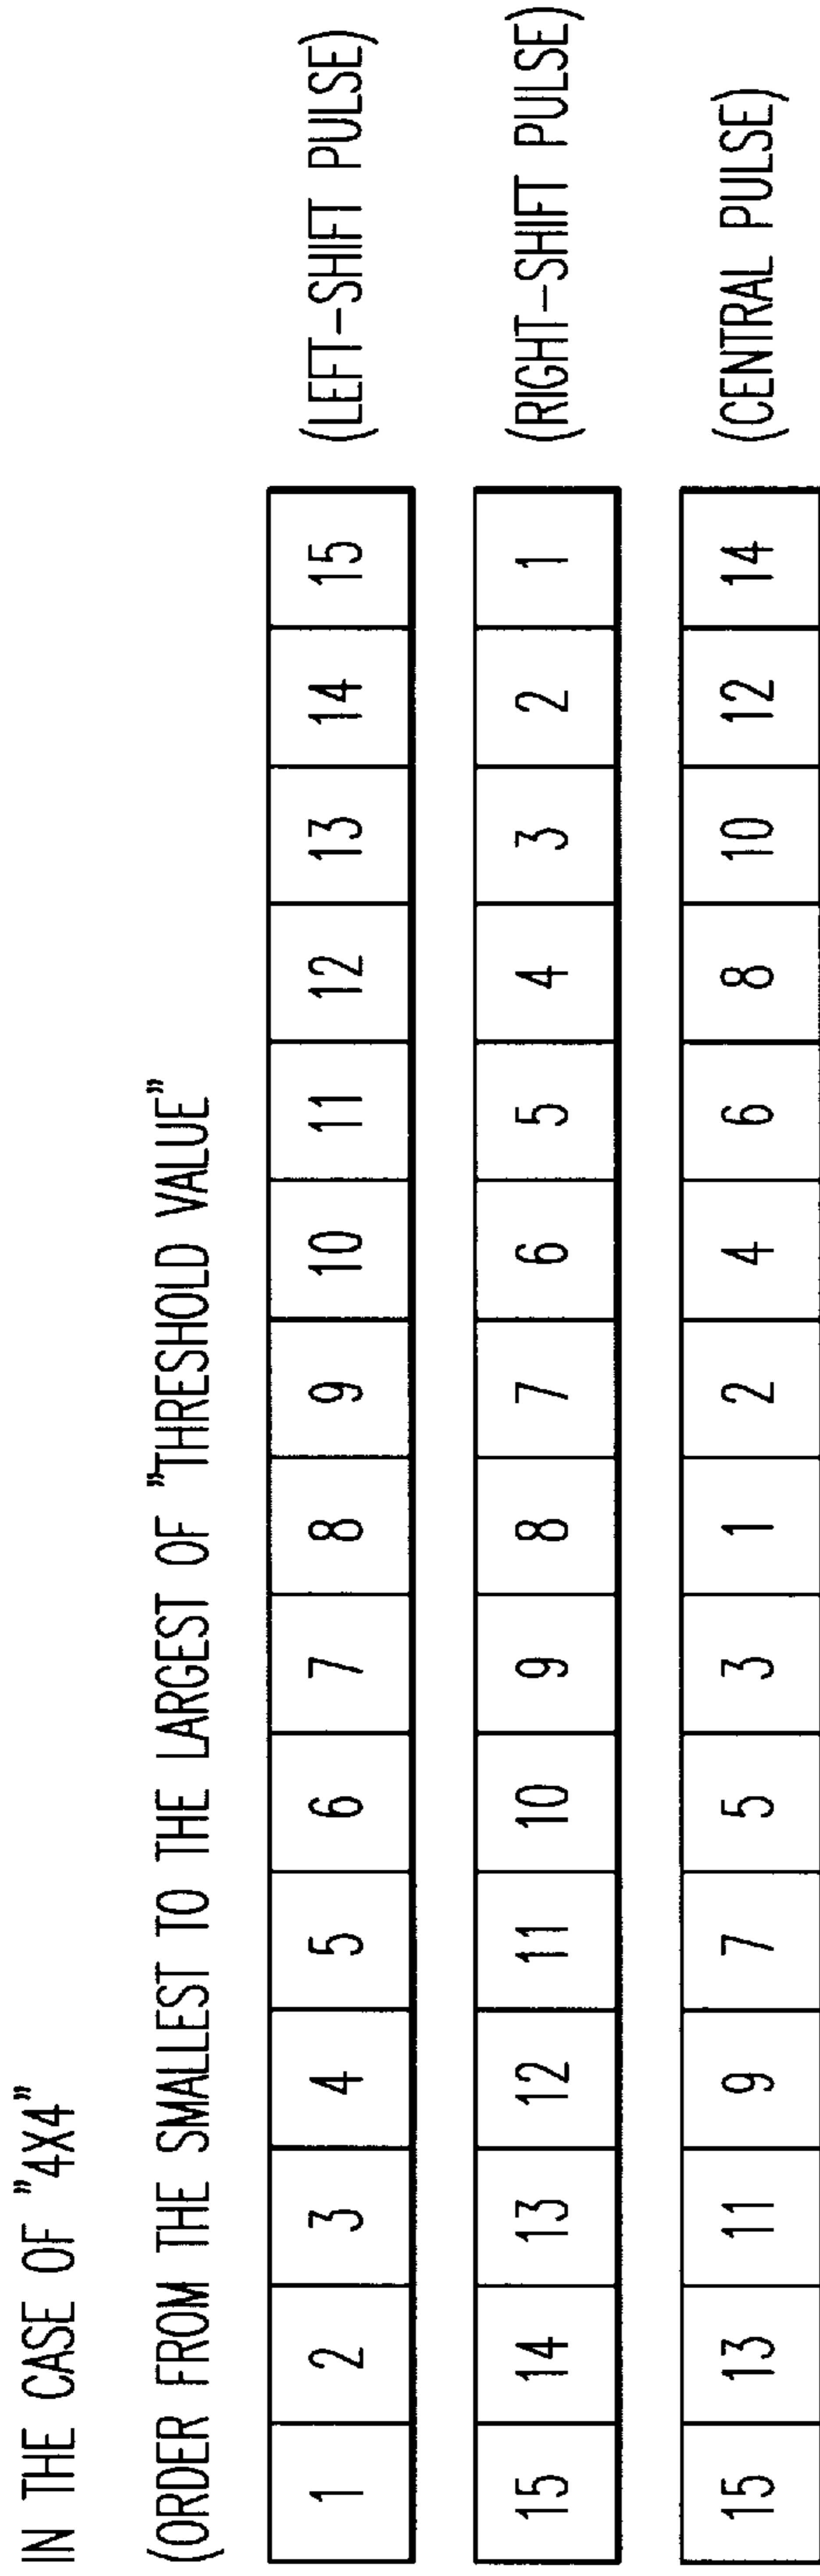 IN THE CASE OF "4X4"
(ORDER FROM THE SMALLEST TO THE LARGEST OF "THRESHOLD VALUE"
1 2 3 4 5 6 7 8 9 10 11 12 13 14 15 (LEFT-SHIFT PULSE)
15 14 13 12 11 10 9 8 7 6 5 4 3 2 1 (RIGHT-SHIFT PULSE)
15 13 11 9 7 5 3 1 2 4 6 8 10 12 14 (CENTRAL PULSE)